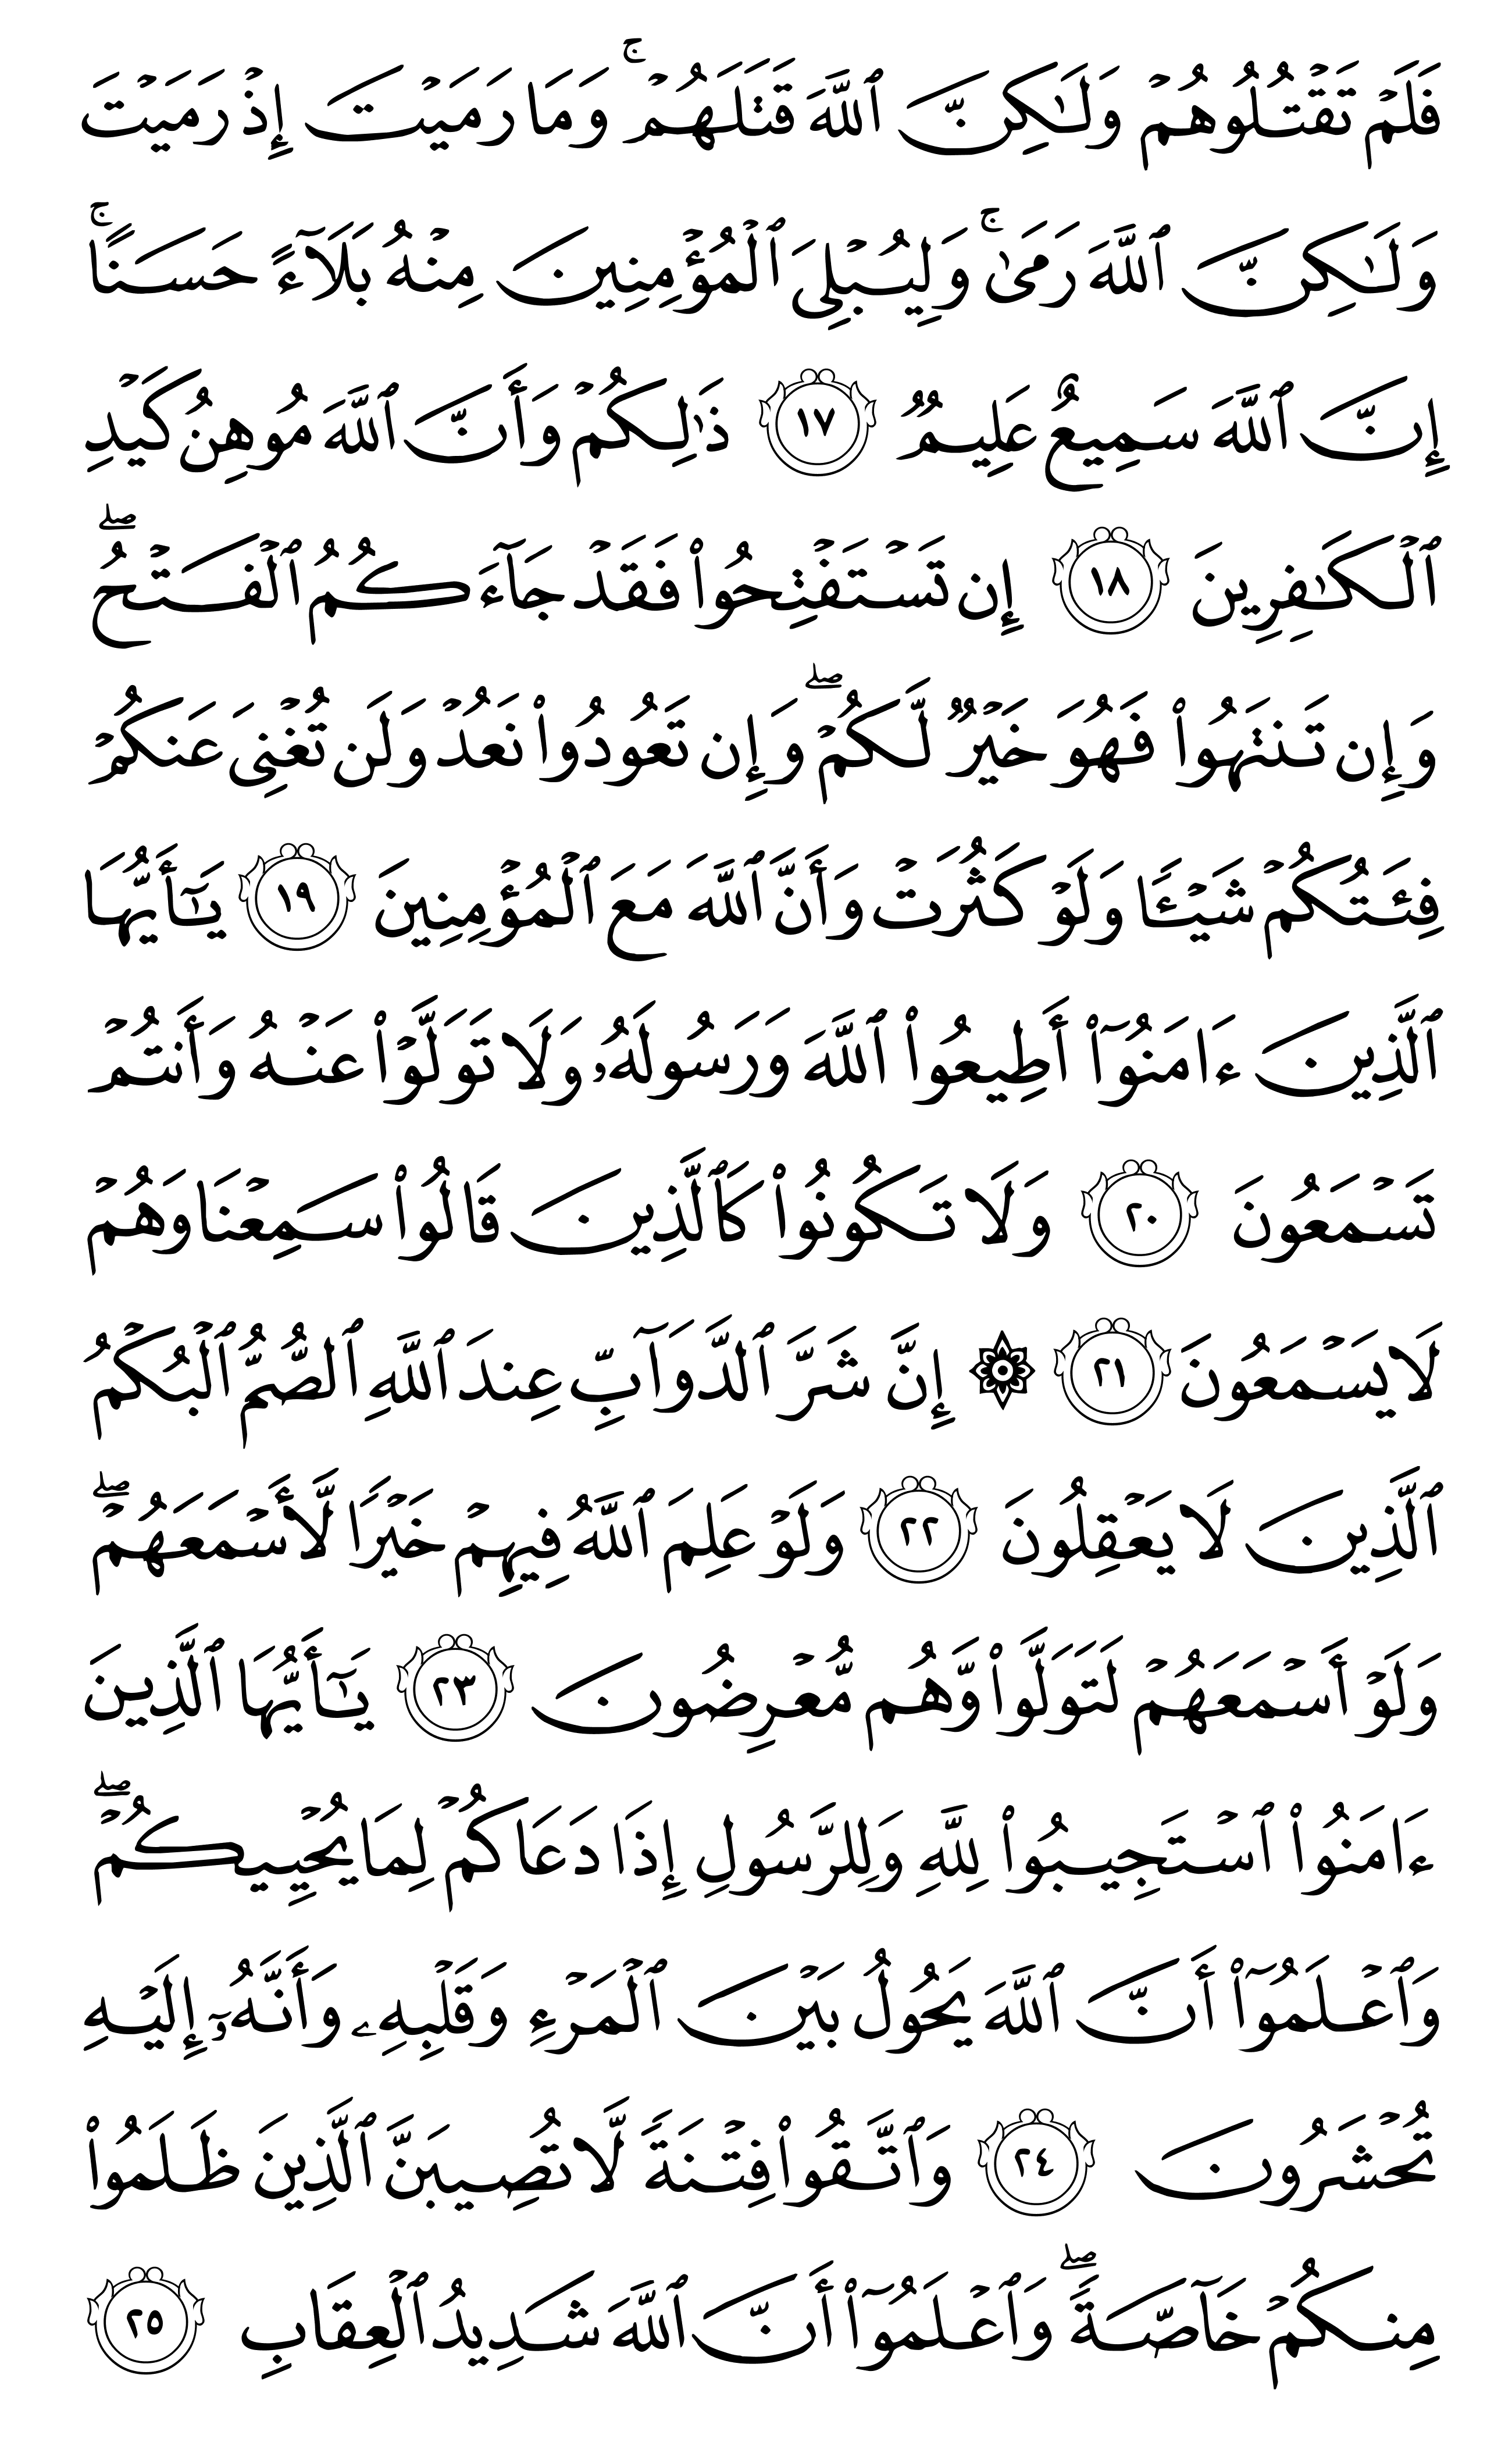 فَلَمۡ تَقۡتُلُوهُمۡ وَلَٰكِنَّ ٱللَّهَ قَتَلَهُمۡۚ وَمَا رَمَيۡتَ إِذۡ رَمَيۡتَ
وَلَٰكِنَّ ٱللَّهَ رَمَىٰۚ وَلِيُبۡلِيَ ٱلۡمُؤۡمِنِينَ مِنۡهُ بَلَآءً حَسَنًاۚ
إِنَّ ٱللَّهَ سَمِيعٌ عَلِيمٞ ١٧ ذَٰلِكُمۡ وَأَنَّ ٱللَّهَ مُوهِنُ كَيۡدِ
ٱلۡكَٰفِرِينَ ١٨ إِن تَسۡتَفۡتِحُواْ فَقَدۡ جَآءَكُمُ ٱلۡفَتۡحُۖ
وَإِن تَنتَهُواْ فَهُوَ خَيۡرٞ لَّكُمۡۖ وَإِن تَعُودُواْ نَعُدۡ وَلَن تُغۡنِيَ عَنكُمۡ
فِئَتُكُمۡ شَيۡـٔٗا وَلَوۡ كَثُرَتۡ وَأَنَّ ٱللَّهَ مَعَ ٱلۡمُؤۡمِنِينَ ١٩ يَٰٓأَيُّهَا
ٱلَّذِينَ ءَامَنُوٓاْ أَطِيعُواْ ٱللَّهَ وَرَسُولَهُۥ وَلَا تَوَلَّوۡاْ عَنۡهُ وَأَنتُمۡ
تَسۡمَعُونَ ٢٠ وَلَا تَكُونُواْ كَٱلَّذِينَ قَالُواْ سَمِعۡنَا وَهُمۡ
لَا يَسۡمَعُونَ ٢١ ۞ إِنَّ شَرَّ ٱلدَّوَآبِّ عِندَ ٱللَّهِ ٱلصُّمُّ ٱلۡبُكۡمُ
ٱلَّذِينَ لَا يَعۡقِلُونَ ٢٢ وَلَوۡ عَلِمَ ٱللَّهُ فِيهِمۡ خَيۡرٗا لَّأَسۡمَعَهُمۡۖ
وَلَوۡ أَسۡمَعَهُمۡ لَتَوَلَّواْ وَّهُم مُّعۡرِضُونَ ٢٣ يَٰٓأَيُّهَا ٱلَّذِينَ
ءَامَنُواْ ٱسۡتَجِيبُواْ لِلَّهِ وَلِلرَّسُولِ إِذَا دَعَاكُمۡ لِمَا يُحۡيِيكُمۡۖ
وَٱعۡلَمُوٓاْ أَنَّ ٱللَّهَ يَحُولُ بَيۡنَ ٱلۡمَرۡءِ وَقَلۡبِهِۦ وَأَنَّهُۥٓ إِلَيۡهِ
تُحۡشَرُونَ ٢٤ وَٱتَّقُواْ فِتۡنَةٗ لَّا تُصِيبَنَّ ٱلَّذِينَ ظَلَمُواْ
مِنكُمۡ خَآصَّةٗۖ وَٱعۡلَمُوٓاْ أَنَّ ٱللَّهَ شَدِيدُ ٱلۡعِقَابِ ٢٥